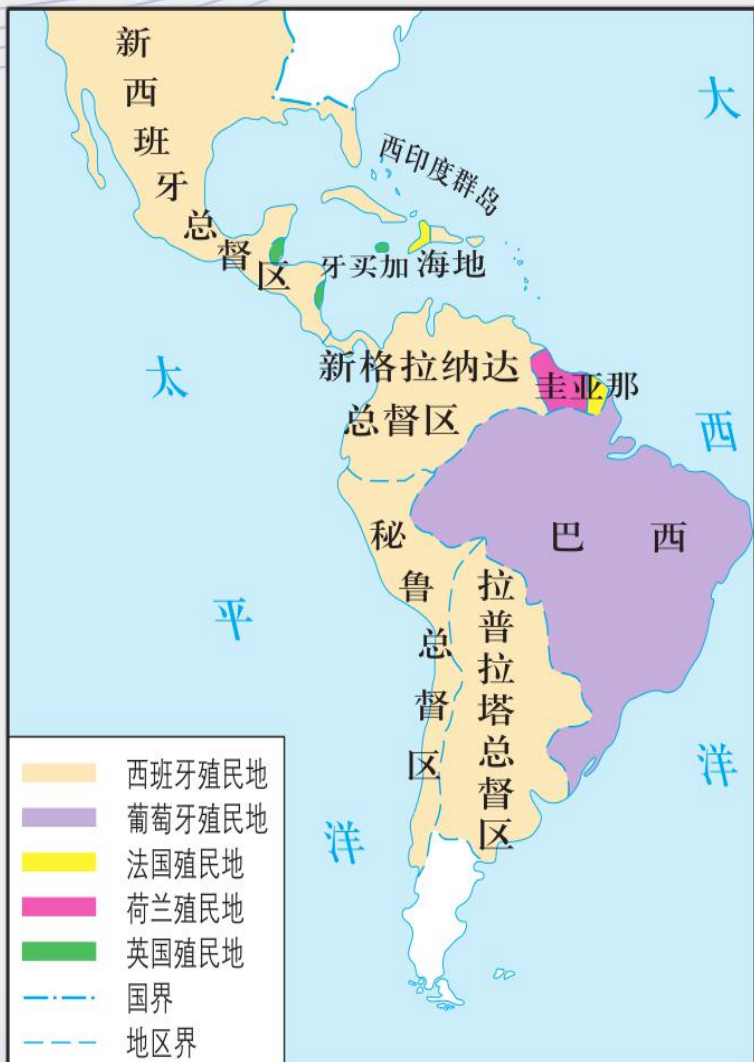 新西班牙总督区
大西洋
西印度群岛
牙买加
海地
太平洋
新格拉纳达
总督区
圭亚那
巴西
秘鲁总督区
拉普拉塔总督区
西班牙殖民地
葡萄牙殖民地
法国殖民地
荷兰殖民地
英国殖民地
国界
地区界